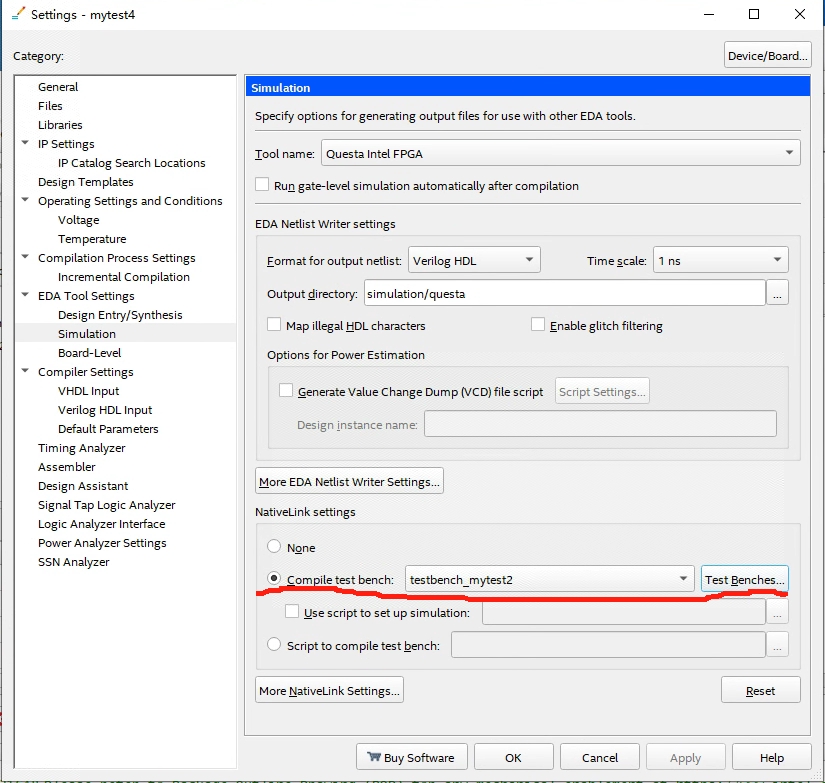 Settings - mytest4
Category:
Device/Board...
General
Files
Libraries
IP Settings
IP Catalog Search Locations
Design Templates
Operating Settings and Conditions
Voltage
Temperature
Compilation Process Settings
Incremental Compilation
EDA Tool Settings
Design Entry/Synthesis
Simulation
Board-Level
Compiler Settings
VHDL Input
Verilog HDL Input
Default Parameters
Timing Analyzer
Assembler
Design Assistant
Signal Tap Logic Analyzer
Logic Analyzer Interface
Power Analyzer Settings
SSN Analyzer
Simulation
Specify options for generating output files for use with other EDA tools.
Tool name: Questa Intel FPGA
Run gate-level simulation automatically after compilation
EDA Netlist Writer settings
Format for output netlist: Verilog HDL Time scale: 1 ns
Output directory: simulation/questa ...
Map illegal HDL characters Enable glitch filtering
Options for Power Estimation
Generate Value Change Dump (VCD) file script Script Settings...
Design instance name:
More EDA Netlist Writer Settings...
NativeLink settings
None
Compile test bench: testbench_mytest2 Test Benches...
Use script to set up simulation: ...
Script to compile test bench: ...
More NativeLink Settings... Reset
Buy Software OK Cancel Apply Help